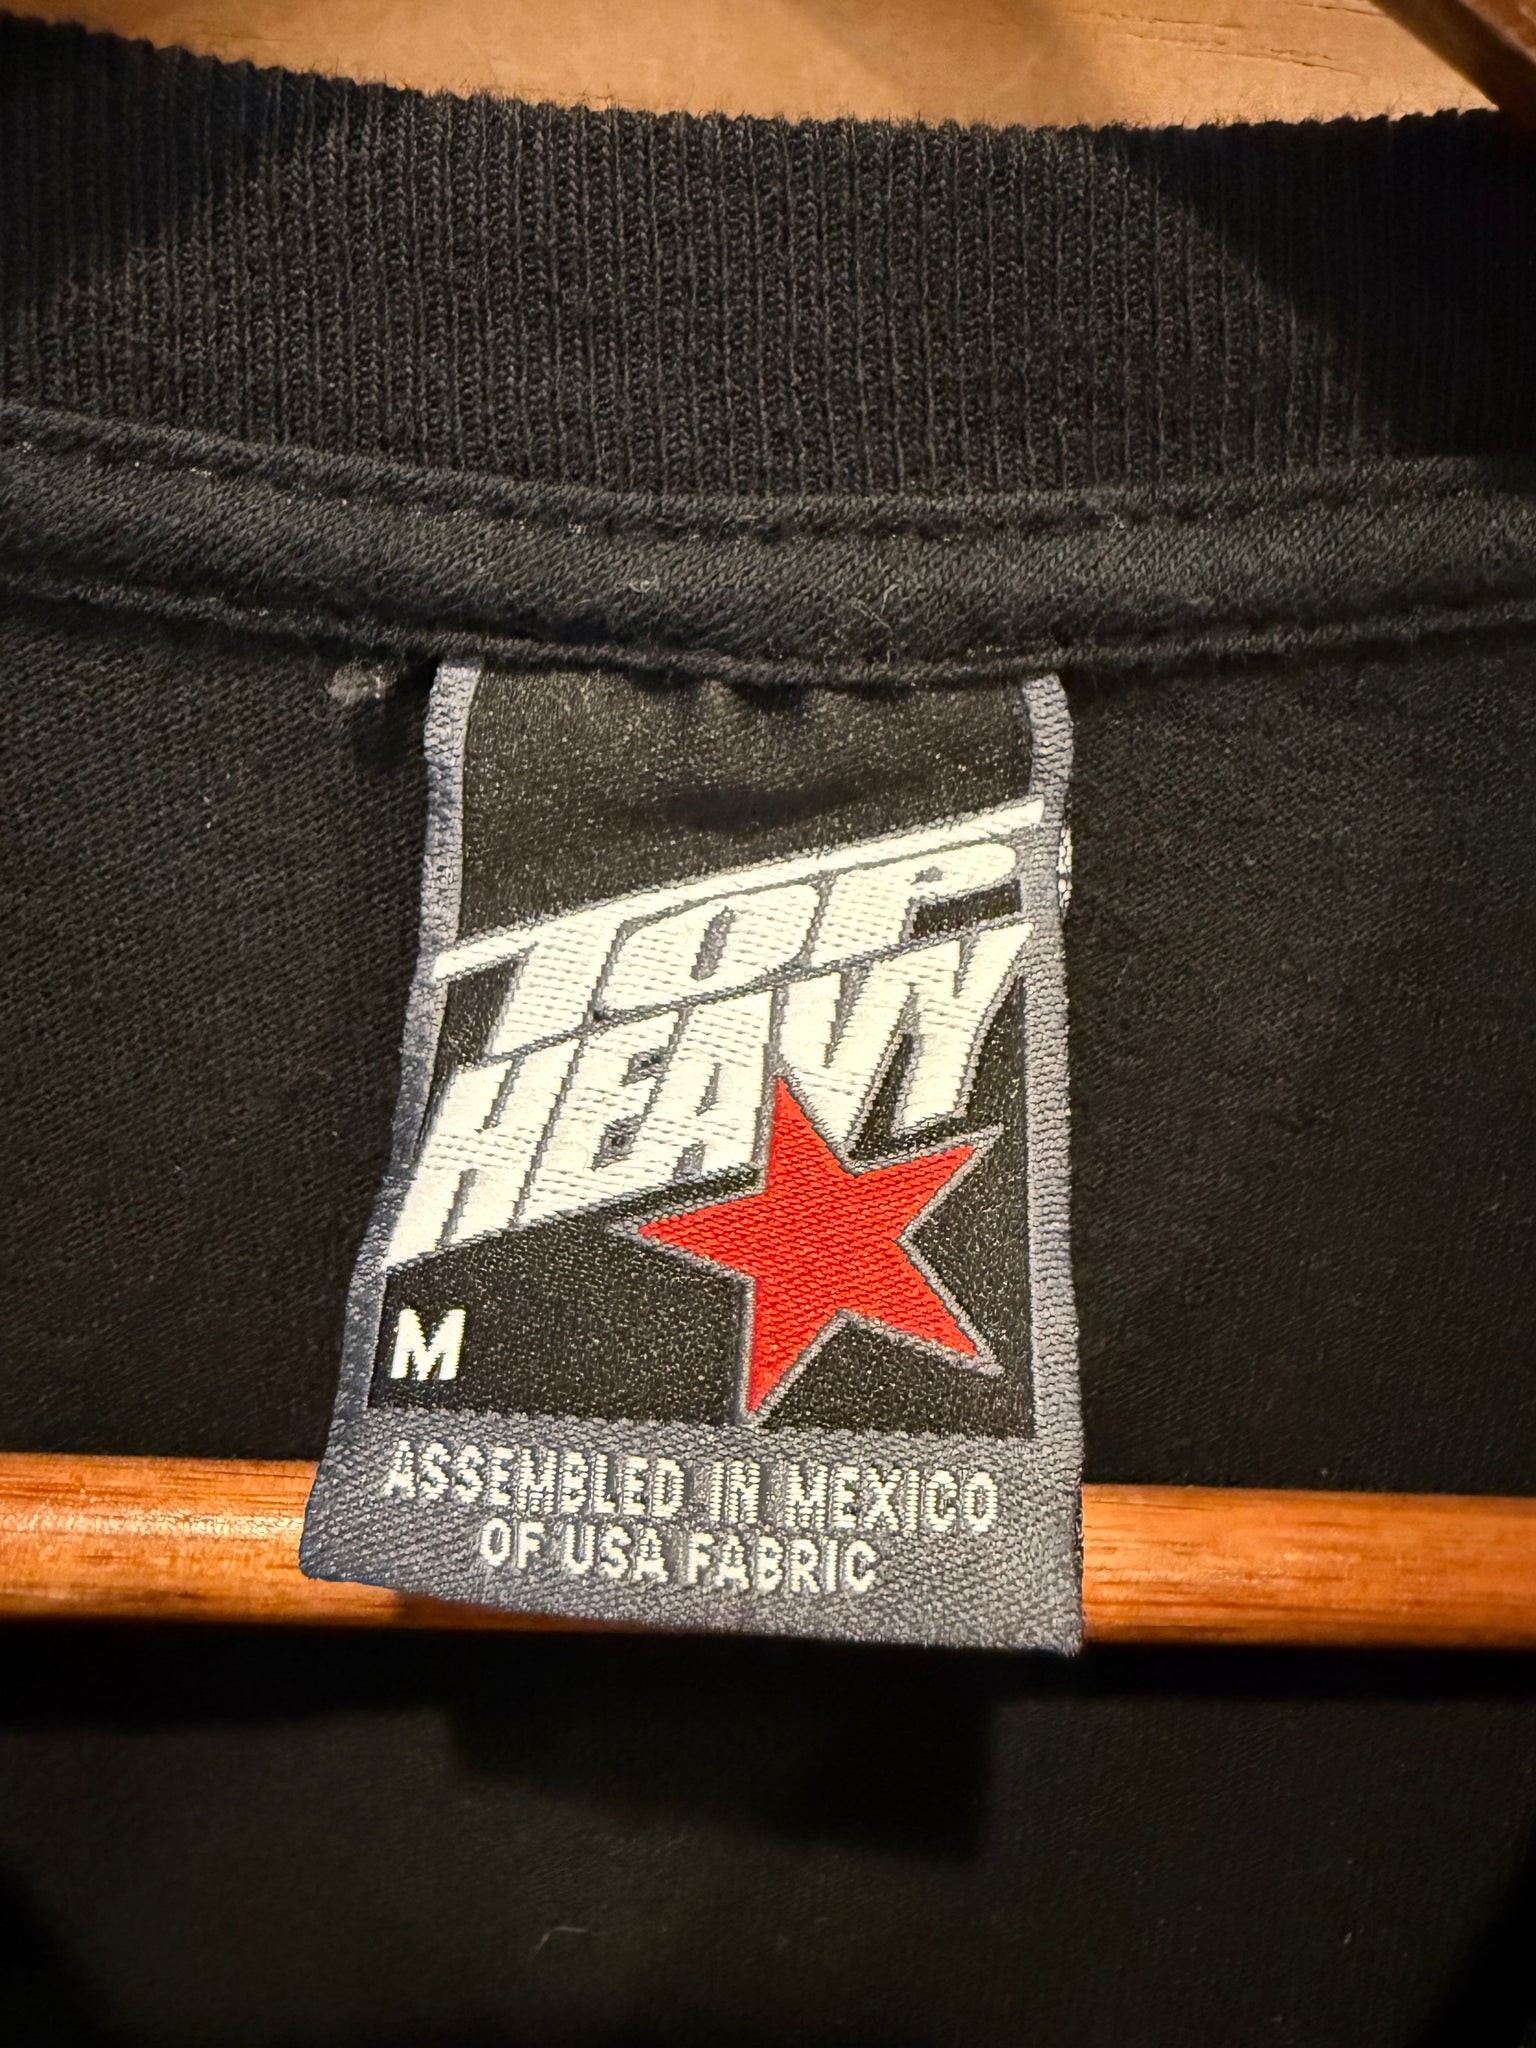 TOP
HEAVY
M
ASSEMBLED IN MEXICO
OF USA FABRIC